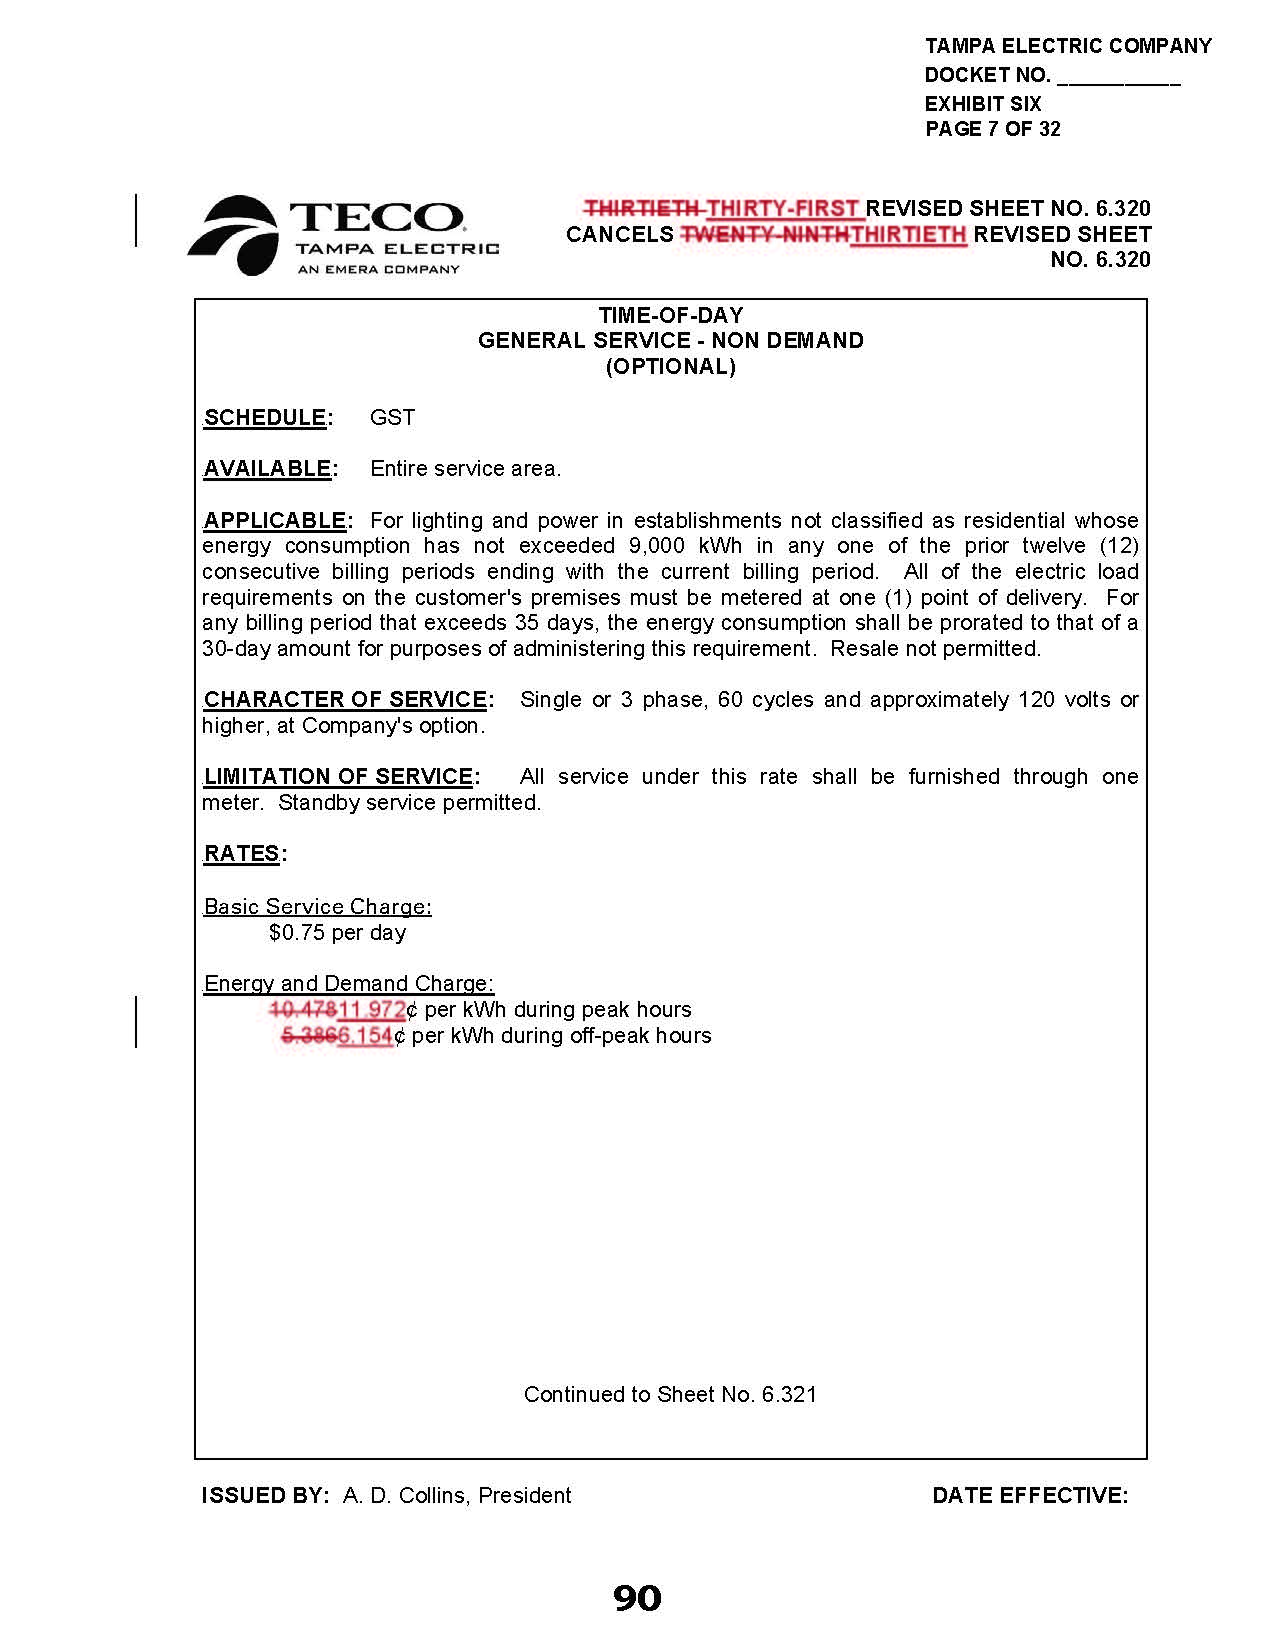 TAMPA ELECTRIC COMPANY
DOCKET NO. ___________
EXHIBIT SIX
PAGE 7 OF 32
TECO.
TAMPA ELECTRIC
AN EMERA COMPANY
THIRTIETH THIRTY-FIRST REVISED SHEET NO. 6.320
CANCELS TWENTY-NINTHTHIRTIETH REVISED SHEET
NO. 6.320
TIME-OF-DAY
GENERAL SERVICE - NON DEMAND
(OPTIONAL)
SCHEDULE: GST
AVAILABLE: Entire service area.
APPLICABLE: For lighting and power in establishments not classified as residential whose
energy consumption has not exceeded 9,000 kWh in any one of the prior twelve (12)
consecutive billing periods ending with the current billing period. All of the electric load
requirements on the customer's premises must be metered at one (1) point of delivery. For
any billing period that exceeds 35 days, the energy consumption shall be prorated to that of a
30-day amount for purposes of administering this requirement. Resale not permitted.
CHARACTER OF SERVICE: Single or 3 phase, 60 cycles and approximately 120 volts or
higher, at Company's option.
LIMITATION OF SERVICE: All service under this rate shall be furnished through one
meter. Standby service permitted.
RATES:
Basic Service Charge:
$0.75 per day
Energy and Demand Charge:
10.47811.972¢ per kWh during peak hours
5.3866.154¢ per kWh during off-peak hours
Continued to Sheet No. 6.321
ISSUED BY: A. D. Collins, President DATE EFFECTIVE:
90